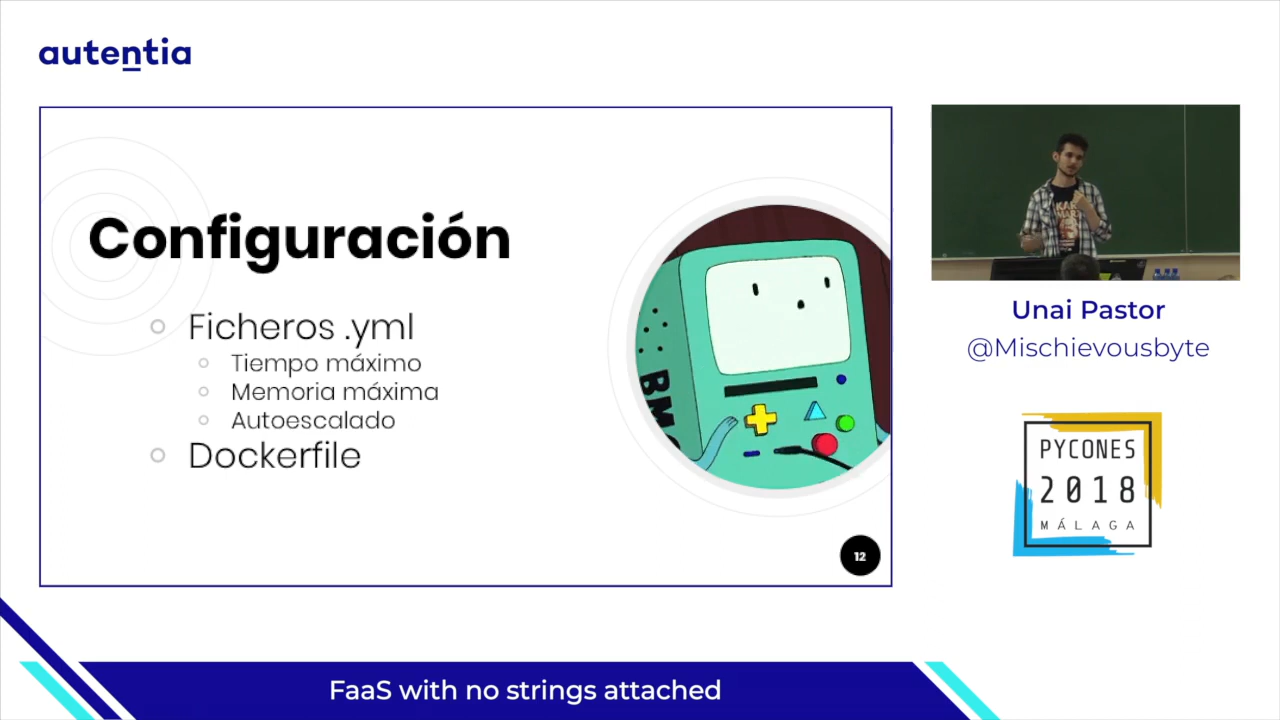 autentia
Configuración
Ficheros .yml
Tiempo máximo
Memoria máxima
Autoescalado
Dockerfile
BMO
12
Unai Pastor
@Mischievousbyte
PYCONES
2018
MÁLAGA
FaaS with no strings attached